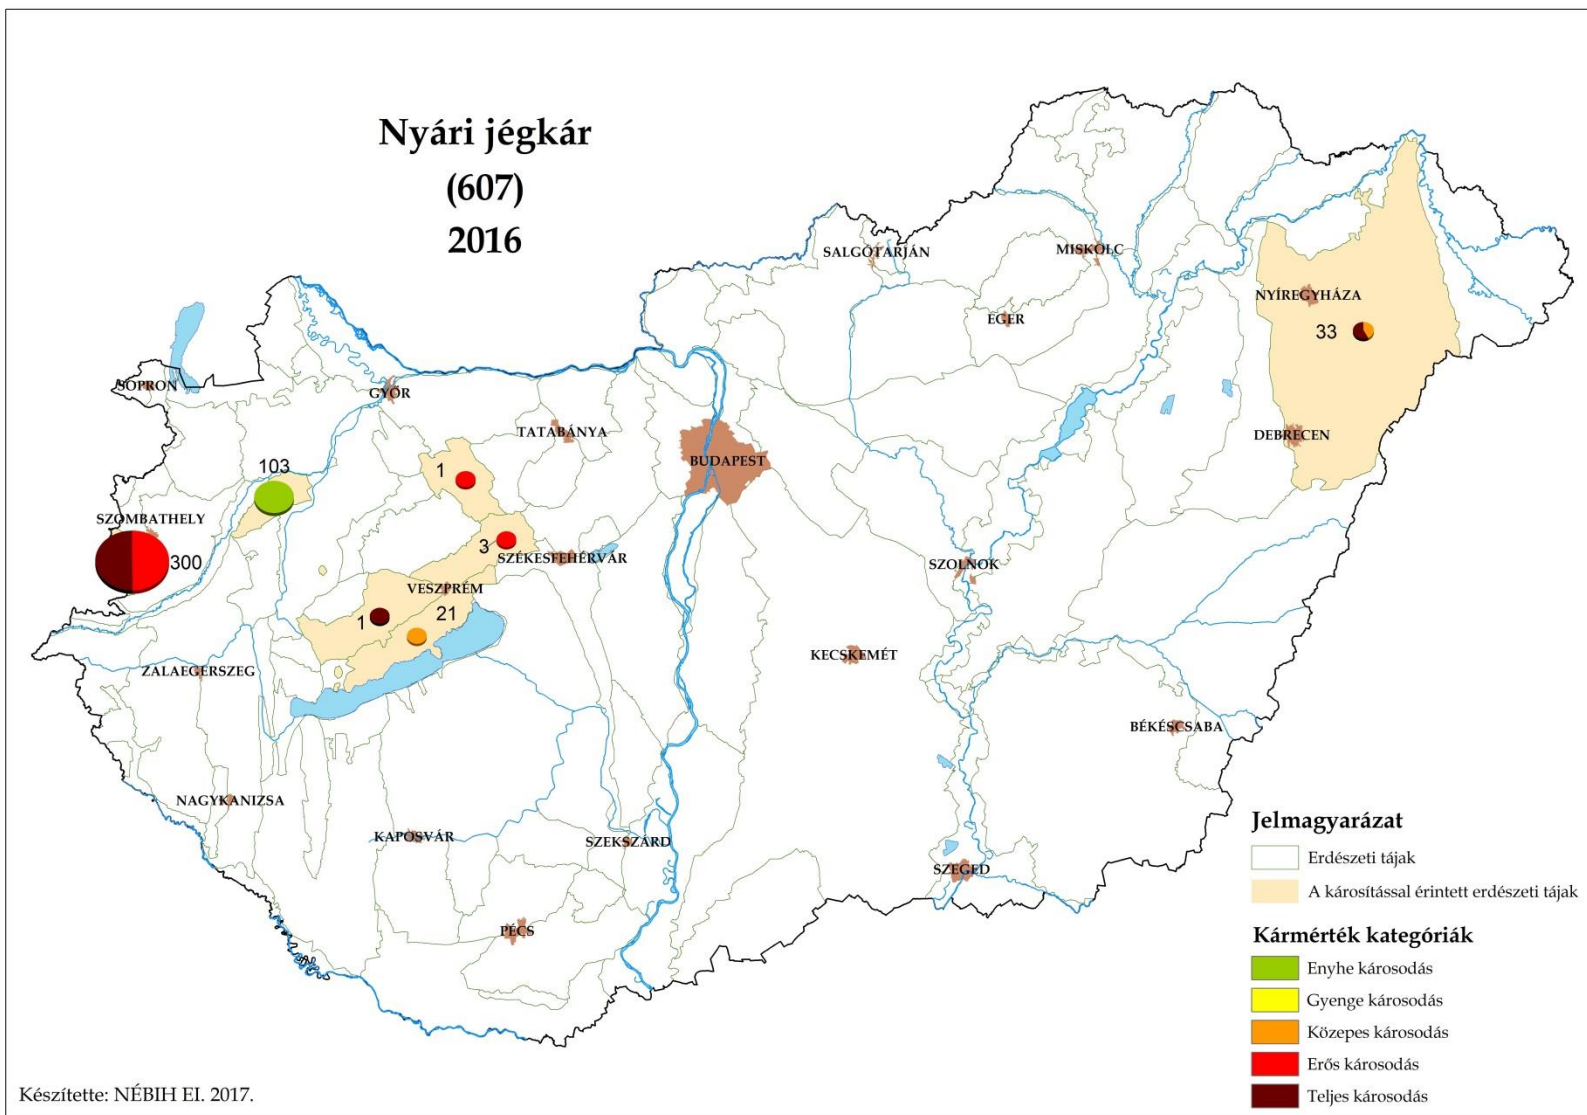 Nyári jégkár
(607)
2016
SALGÓTARJÁN
MISKOLC
NYÍREGYHÁZA
EGER
33
SOPRON
GYŐR
TATABÁNYA
DEBRECEN
BUDAPEST
103
1
SZOMBATHELY
3
SZÉKESFEHÉRVÁR
300
SZOLNOK
VESZPRÉM
21
1
KECSKEMÉT
ZALAEGERSZEG
BÉKÉSCSABA
NAGYKANIZSA
KAPOSVÁR
SZEKSZÁRD
SZEGED
PÉCS
Jelmagyarázat
Erdészeti tájak
A károsítással érintett erdészeti tájak
Kármérték kategóriák
Enyhe károsodás
Gyenge károsodás
Közepes károsodás
Erős károsodás
Teljes károsodás
Készítette: NÉBIH EI. 2017.